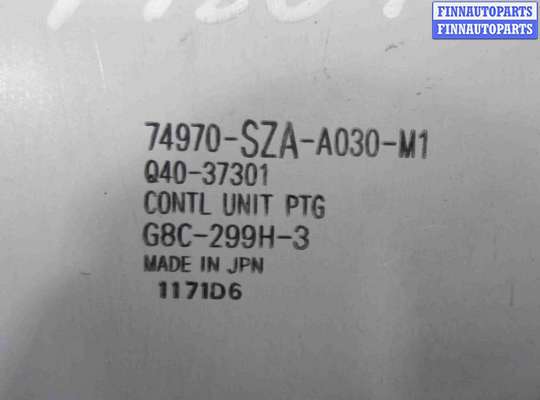 FINNAUTOPARTS
FINNAUTOPARTS
74970-SZA-A030-M1
Q40-37301
CONTL UNIT PTG
G8C-299H-3
MADE IN JPN
1171D6